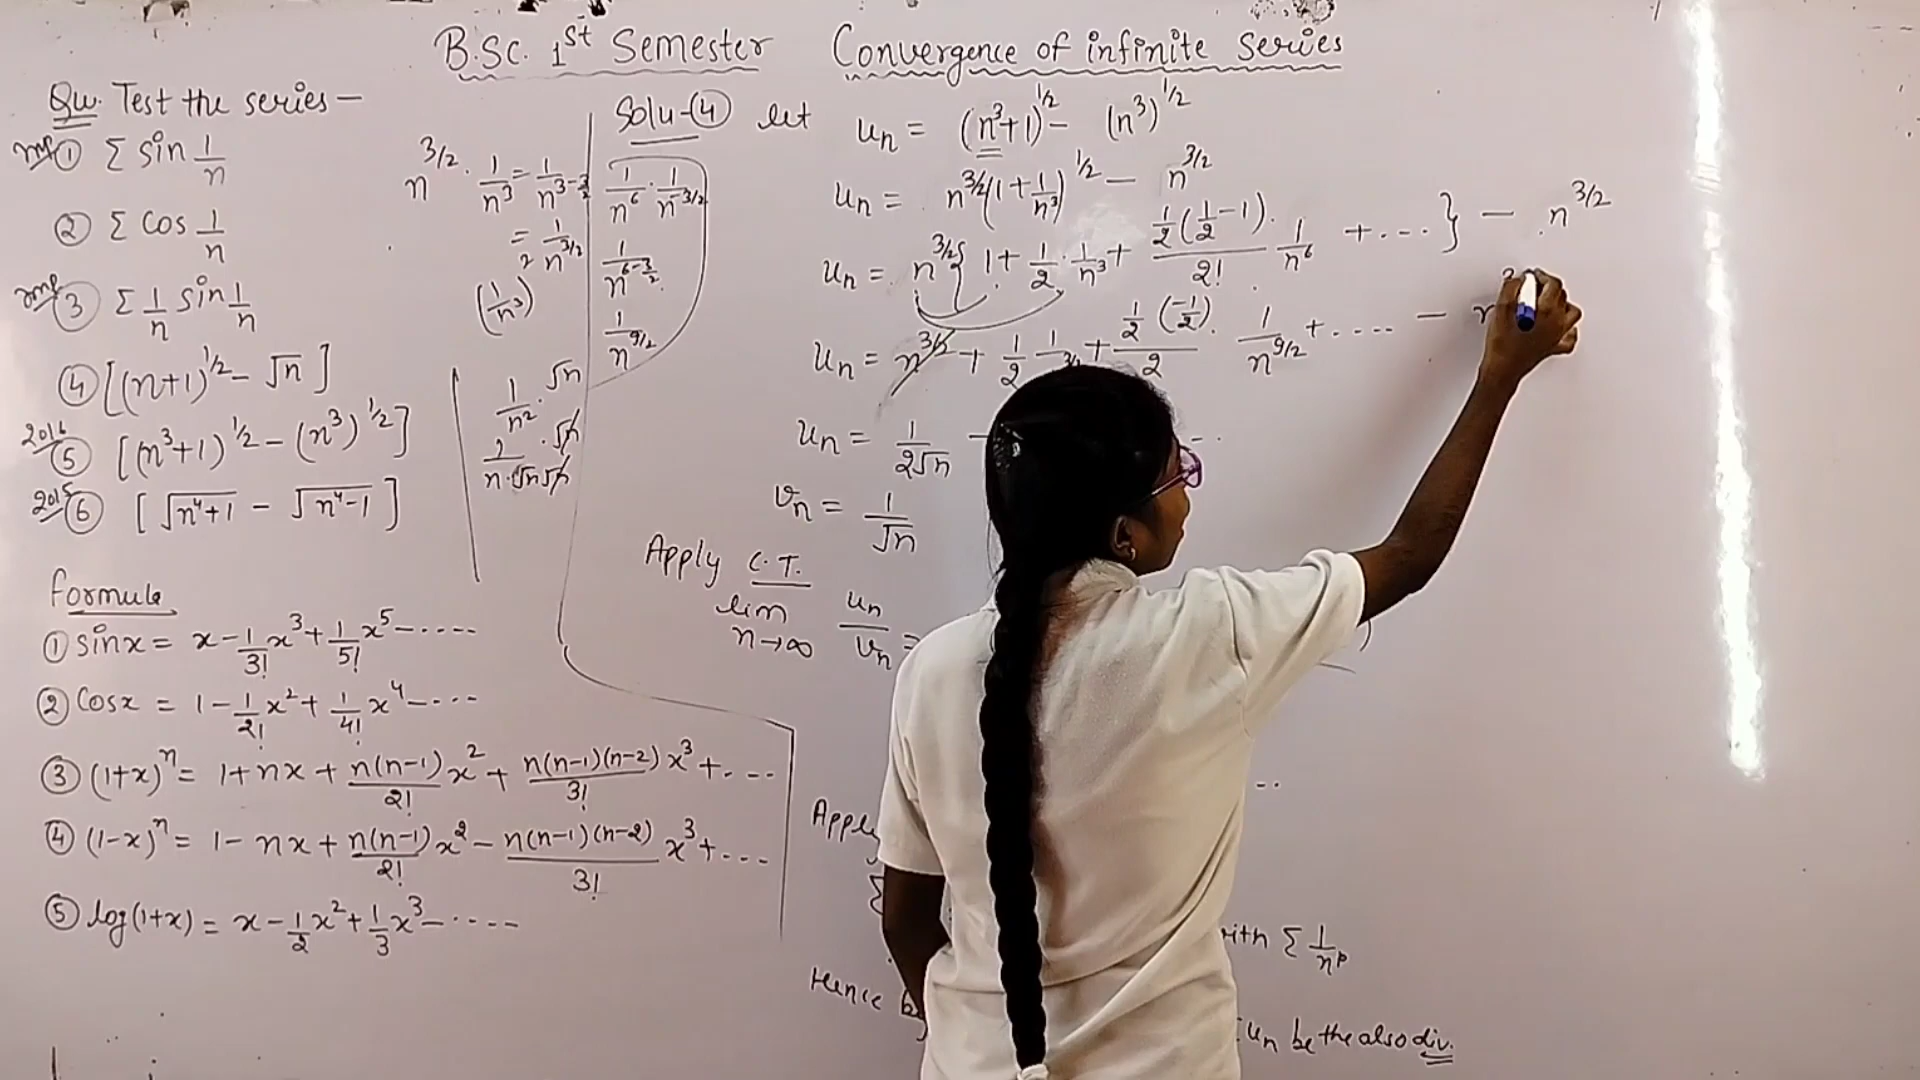 B.Sc. 1st Semester Convergence of infinite series
Qu. Test the series —
Imp ① Σ sin 1/n
② Σ cos 1/n
Imp ③ Σ 1/n sin 1/n
④ [(n+1)^1/2 - √n ]
2016 ⑤ [(n³+1)^1/2 - (n³)^1/2]
2015 ⑥ [ √n⁴+1 - √n⁴-1 ]
formula
① sinx = x - 1/3! x³ + 1/5! x⁵ - .....
② Cosx = 1 - 1/2! x² + 1/4! x⁴ - ....
③ (1+x)^n = 1 + nx + n(n-1)/2! x² + n(n-1)(n-2)/3! x³ + ....
④ (1-x)^n = 1 - nx + n(n-1)/2! x² - n(n-1)(n-2)/3! x³ + ....
⑤ log(1+x) = x - 1/2 x² + 1/3 x³ - .....
n^3/2 · 1/n³ = 1/n^3-3/2
= 1/n^3/2
(1/n³)
1/n² · √n
1/n·√n√n · √n
Solu-④ let
1/n⁶ · 1/n^-3/2
1/n^6-3/2
1/n^9/2
un = (n³+1)^1/2 - (n³)^1/2
un = n^3/2 (1+1/n³)^1/2 - n^3/2
un = n^3/2 { 1 + 1/2 · 1/n³ + 1/2(1/2-1)/2! · 1/n⁶ + .... } - n^3/2
un = n^3/2 + 1/2 1/ 3/2 + 1/2 (-1/2)/2 · 1/n^9/2 + .... - n
un = 1/2√n -
vn = 1/√n
Apply C.T.
lim n→∞ un/vn =
Apply
Σ
with Σ 1/n^p
Hence
Σun be the also div.